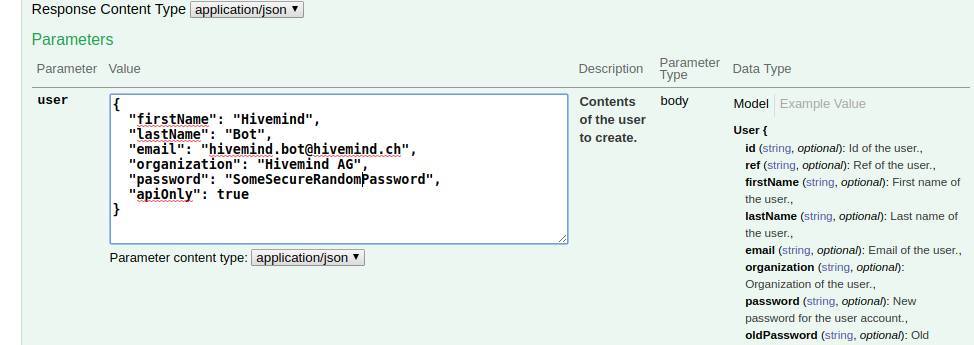 Response Content Type application/json
Parameters
Parameter Value Description Parameter Type Data Type
user
{
"firstName": "Hivemind",
"lastName": "Bot",
"email": "hivemind.bot@hivemind.ch",
"organization": "Hivemind AG",
"password": "SomeSecureRandomPassword",
"apiOnly": true
}
Parameter content type: application/json
Contents
of the user
to create.
body
Model Example Value
User {
id (string, optional): Id of the user.,
ref (string, optional): Ref of the user.,
firstName (string, optional): First name of
the user.,
lastName (string, optional): Last name of
the user.,
email (string, optional): Email of the user.,
organization (string, optional):
Organization of the user.,
password (string, optional): New
password for the user account.,
oldPassword (string, optional): Old